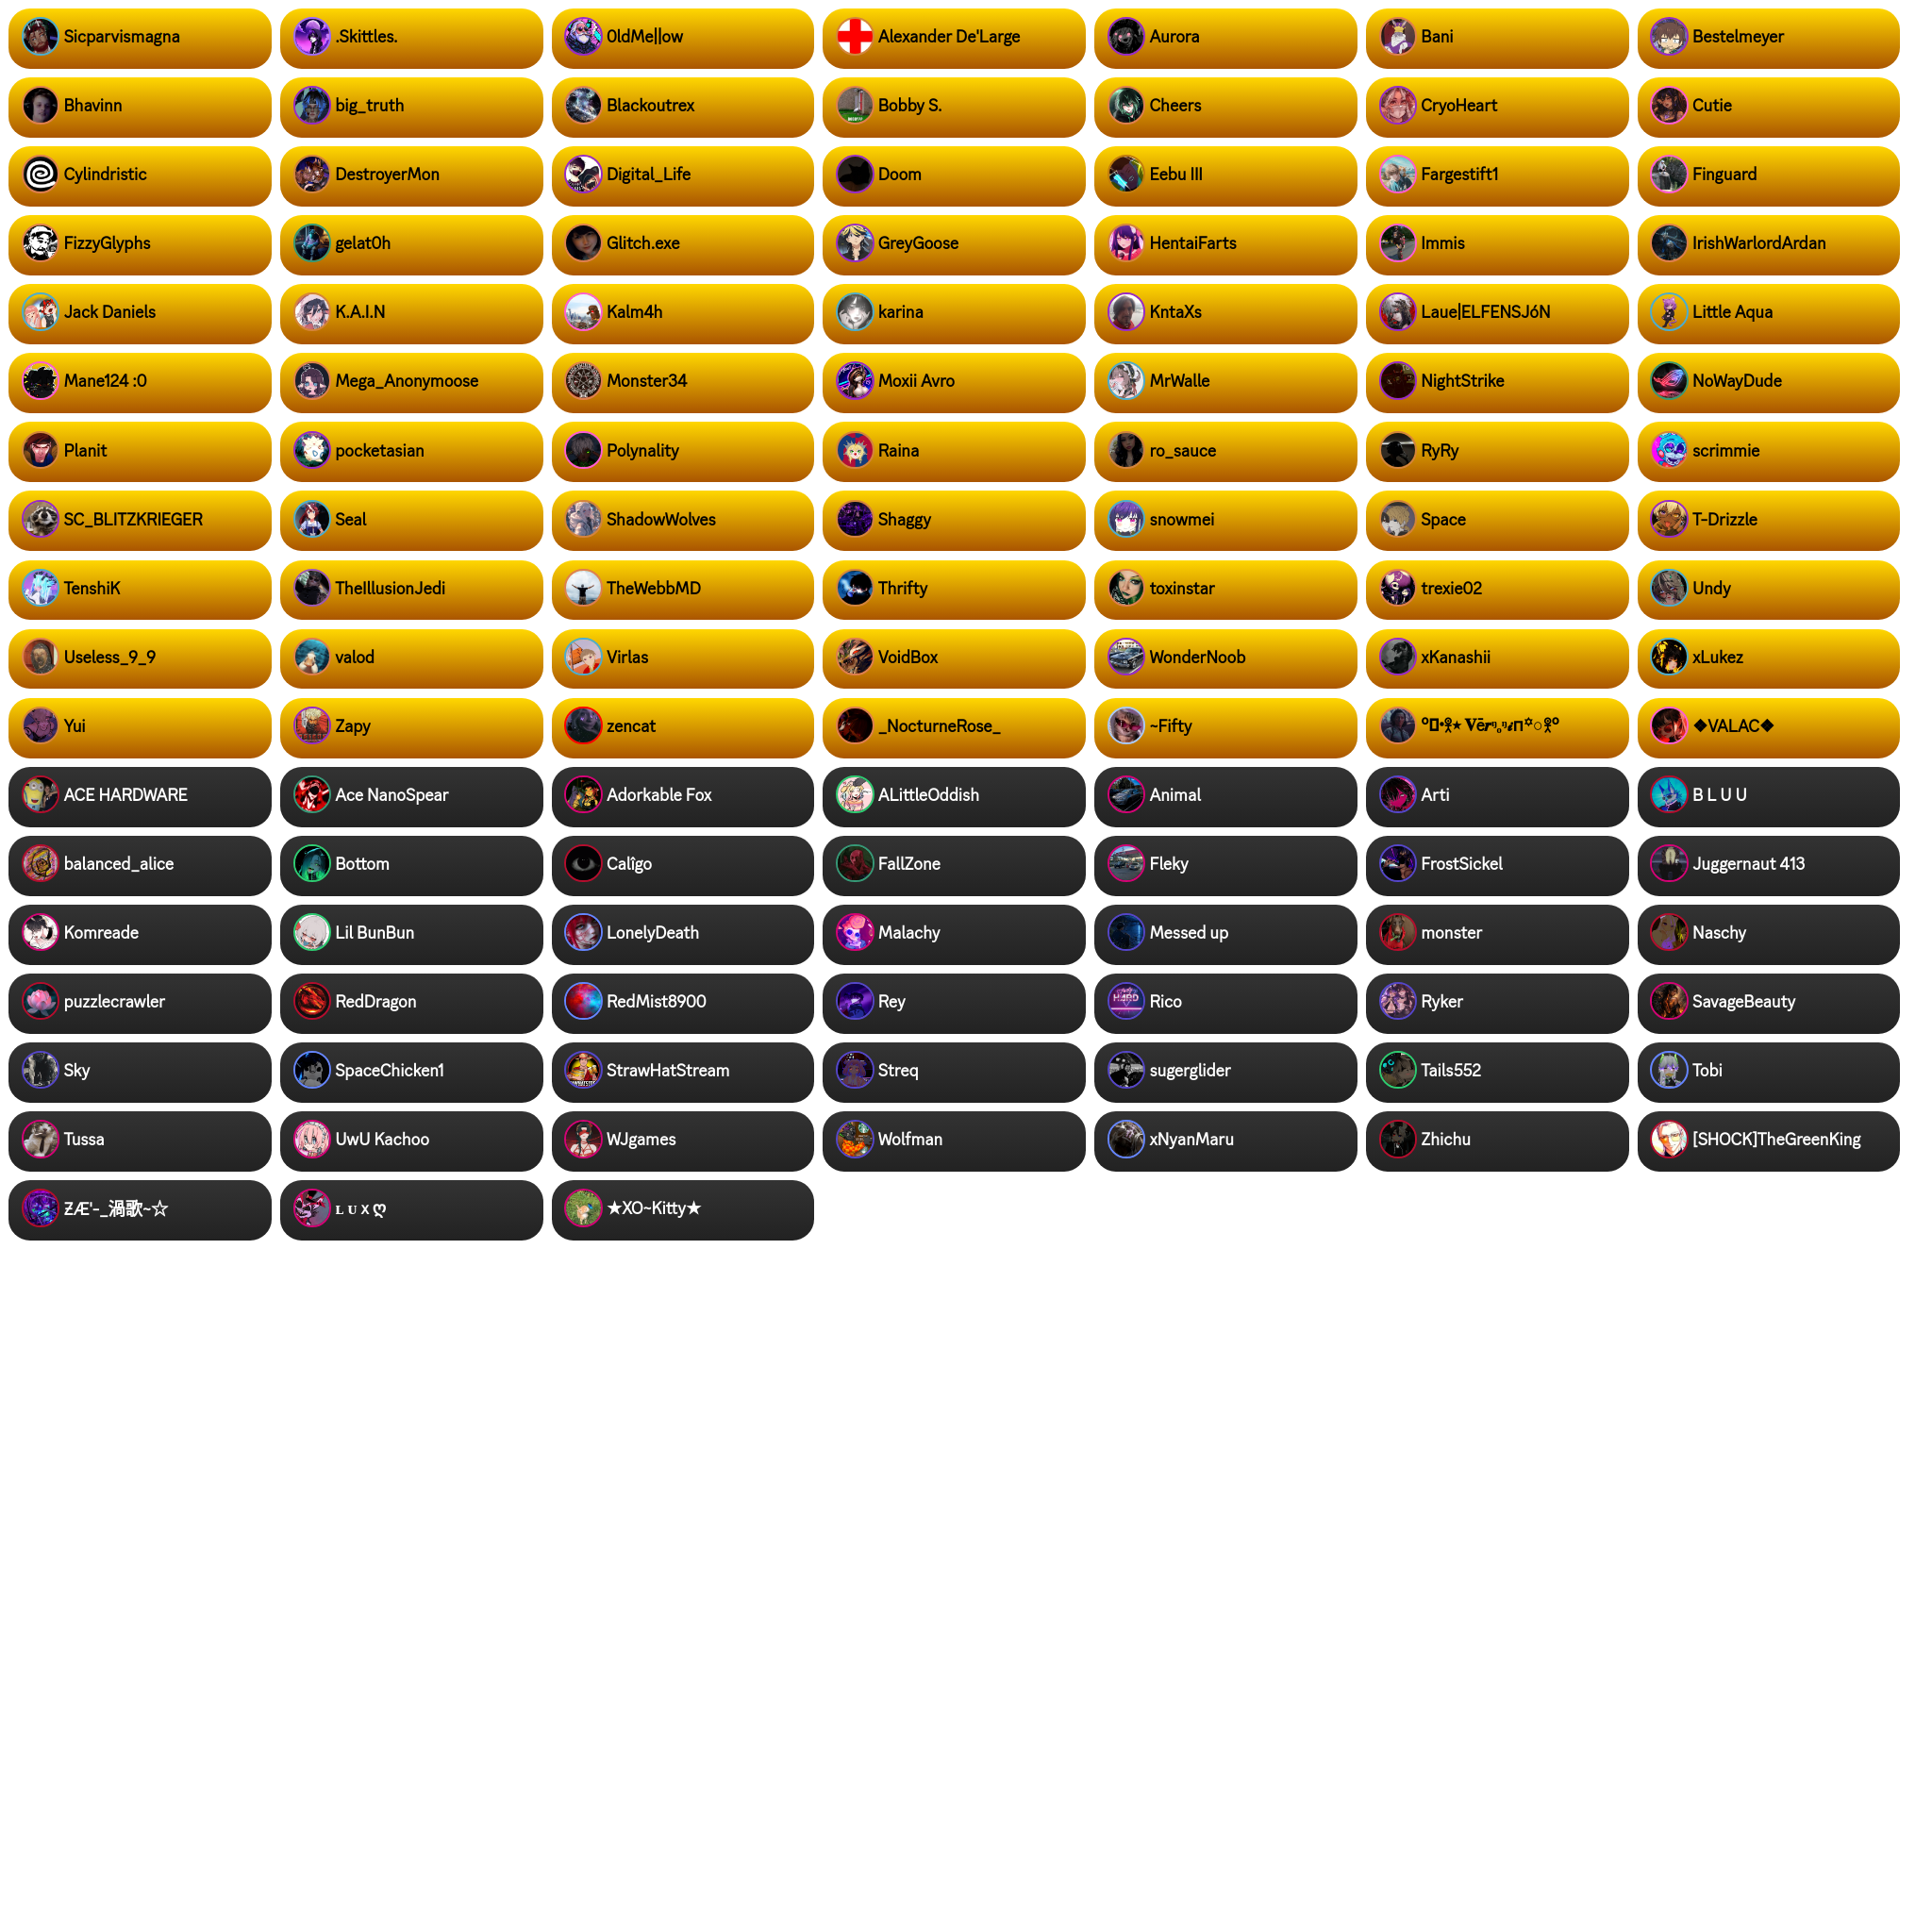 Sicparvismagna
.Skittles.
0ldMe||ow
Alexander De'Large
Aurora
Bani
Bestelmeyer
Bhavinn
big_truth
Blackoutrex
Bobby S.
Cheers
CryoHeart
Cutie
Cylindristic
DestroyerMon
Digital_Life
Doom
Eebu III
Fargestift1
Finguard
FizzyGlyphs
gelat0h
Glitch.exe
GreyGoose
HentaiFarts
Immis
IrishWarlordArdan
Jack Daniels
K.A.I.N
Kalm4h
karina
KntaXs
Laue|ELFENSJóN
Little Aqua
Mane124 :0
Mega_Anonymoose
Monster34
Moxii Avro
MrWalle
NightStrike
NoWayDude
Planit
pocketasian
Polynality
Raina
ro_sauce
RyRy
scrimmie
SC_BLITZKRIEGER
Seal
ShadowWolves
Shaggy
snowmei
Space
T-Drizzle
TenshiK
TheIllusionJedi
TheWebbMD
Thrifty
toxinstar
trexie02
Undy
Useless_9_9
valod
Virlas
VoidBox
WonderNoob
xKanashii
xLukez
Yui
Zapy
zencat
_NocturneRose_
~Fifty
❖VALAC❖
ACE HARDWARE
Ace NanoSpear
Adorkable Fox
ALittleOddish
Animal
Arti
B L U U
balanced_alice
Bottom
Calîgo
FallZone
Fleky
FrostSickel
Juggernaut 413
Komreade
Lil BunBun
LonelyDeath
Malachy
Messed up
monster
Naschy
puzzlecrawler
RedDragon
RedMist8900
Rey
Rico
Ryker
SavageBeauty
Sky
SpaceChicken1
StrawHatStream
Streq
sugerglider
Tails552
Tobi
Tussa
UwU Kachoo
WJgames
Wolfman
xNyanMaru
Zhichu
[SHOCK]TheGreenKing
ƵÆ'-_渦歌~☆
ʟ ᴜ x ღ
★XO~Kitty★